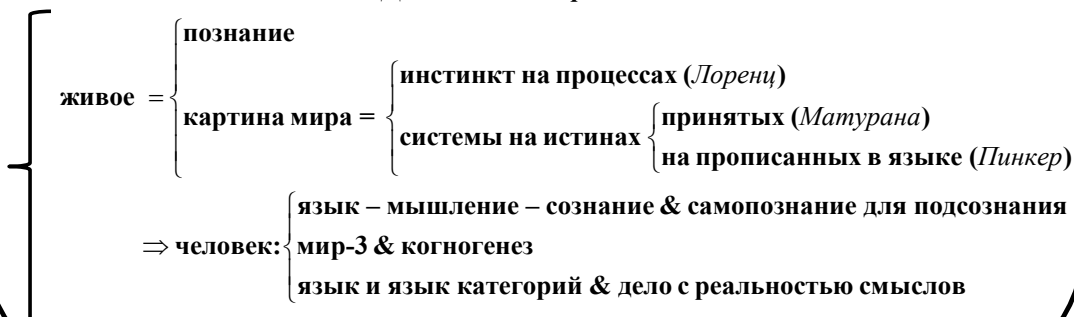 познание
инстинкт на процессах (Лоренц)
живое =
картина мира =
принятых (Матурана)
системы на истинах
на прописанных в языке (Пинкер)
язык – мышление – сознание & самопознание для подсознания
⇒ человек: мир-3 & когногенез
язык и язык категорий & дело с реальностью смыслов